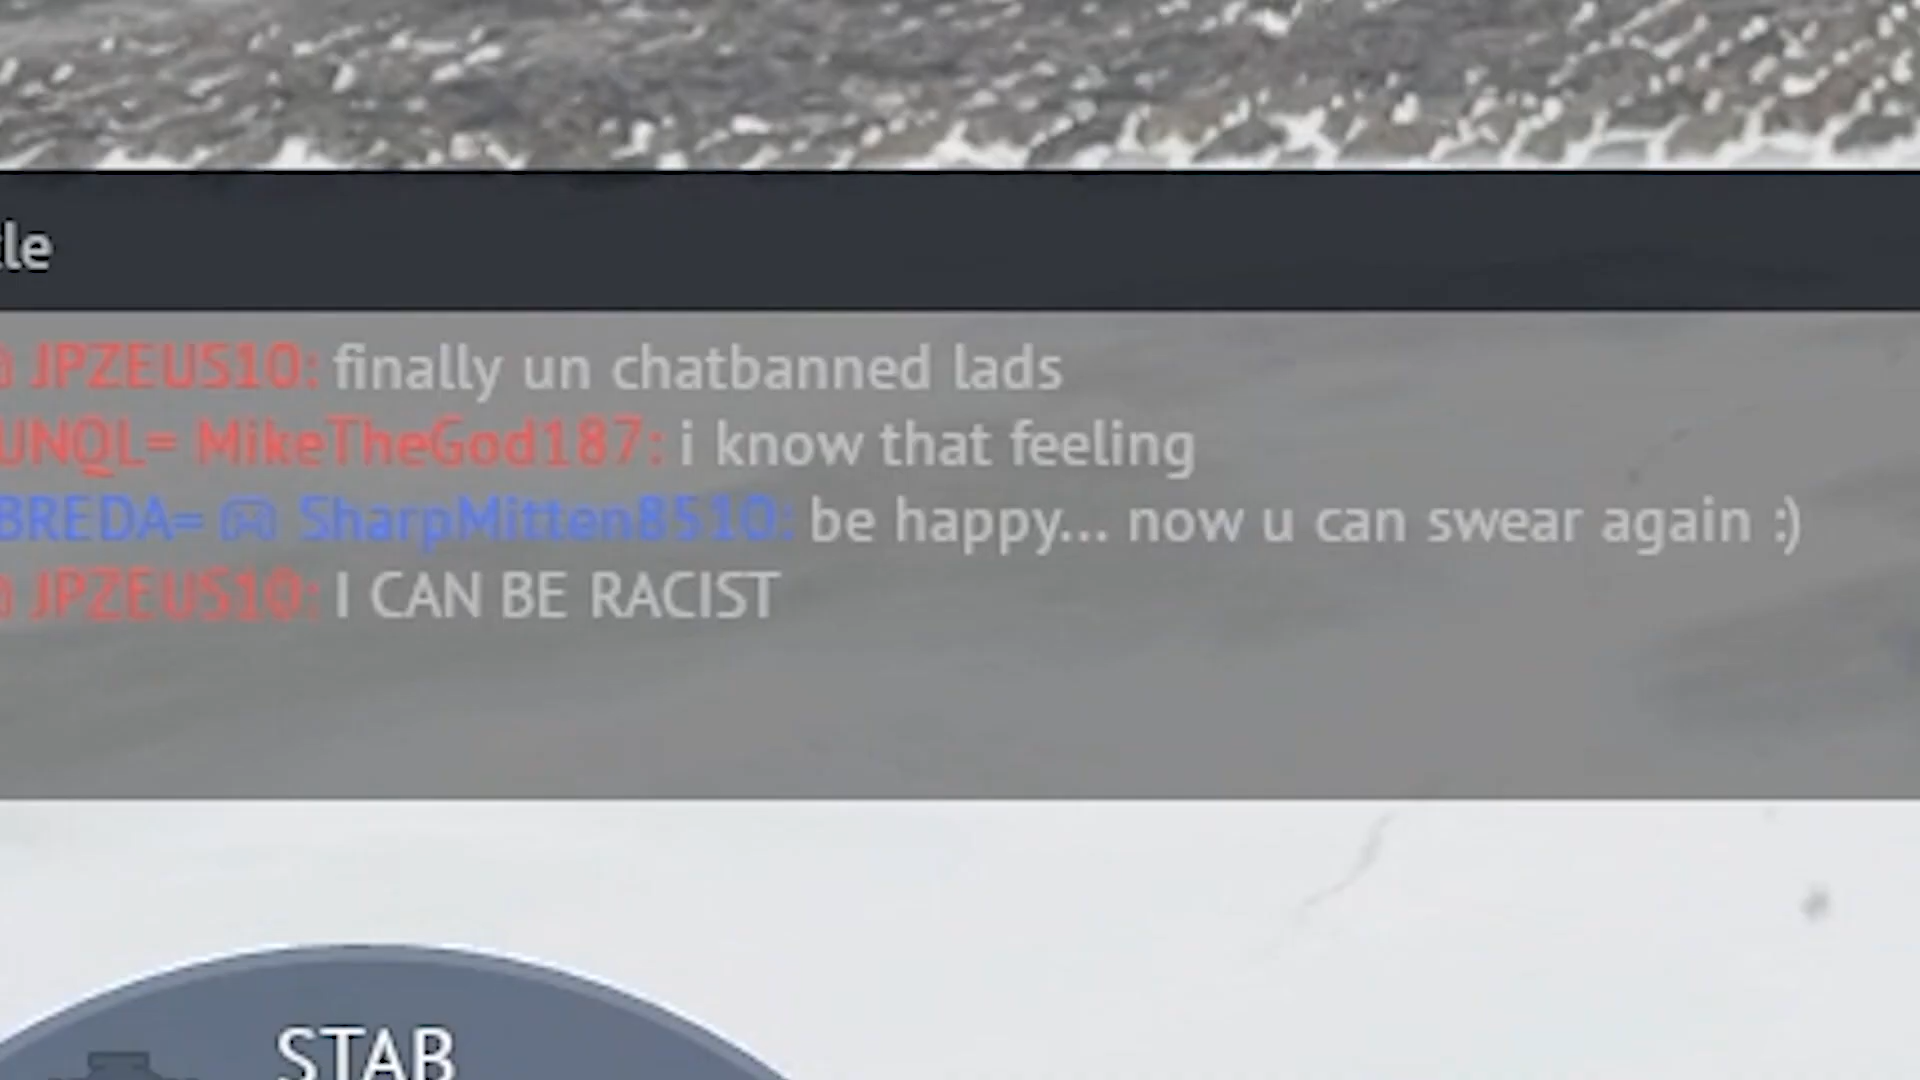 tle
JPZEUS10: finally un chatbanned lads
UNQL= MikeTheGod187: i know that feeling
BREDA= SharpMitten8510: be happy... now u can swear again :)
JPZEUS10: I CAN BE RACIST
STAB